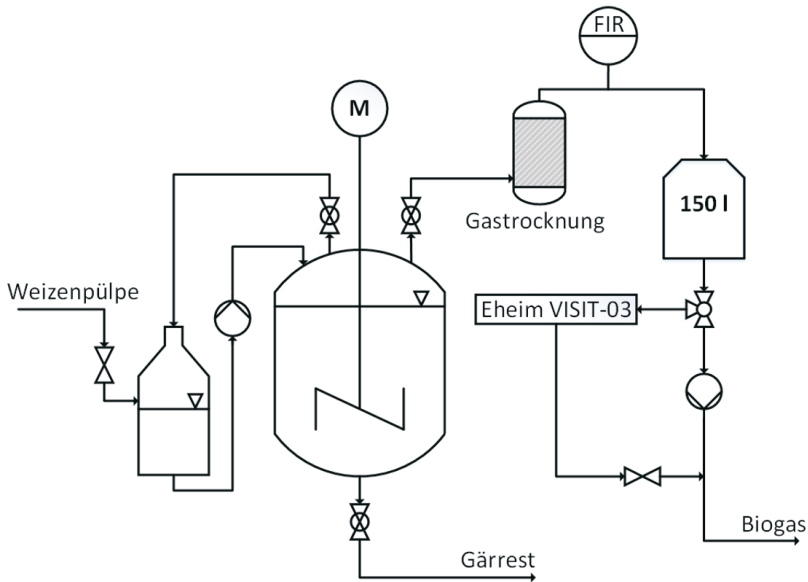 FIR
M
150 l
Gastrocknung
Weizenpülpe
Eheim VISIT-03
Biogas
Gärrest